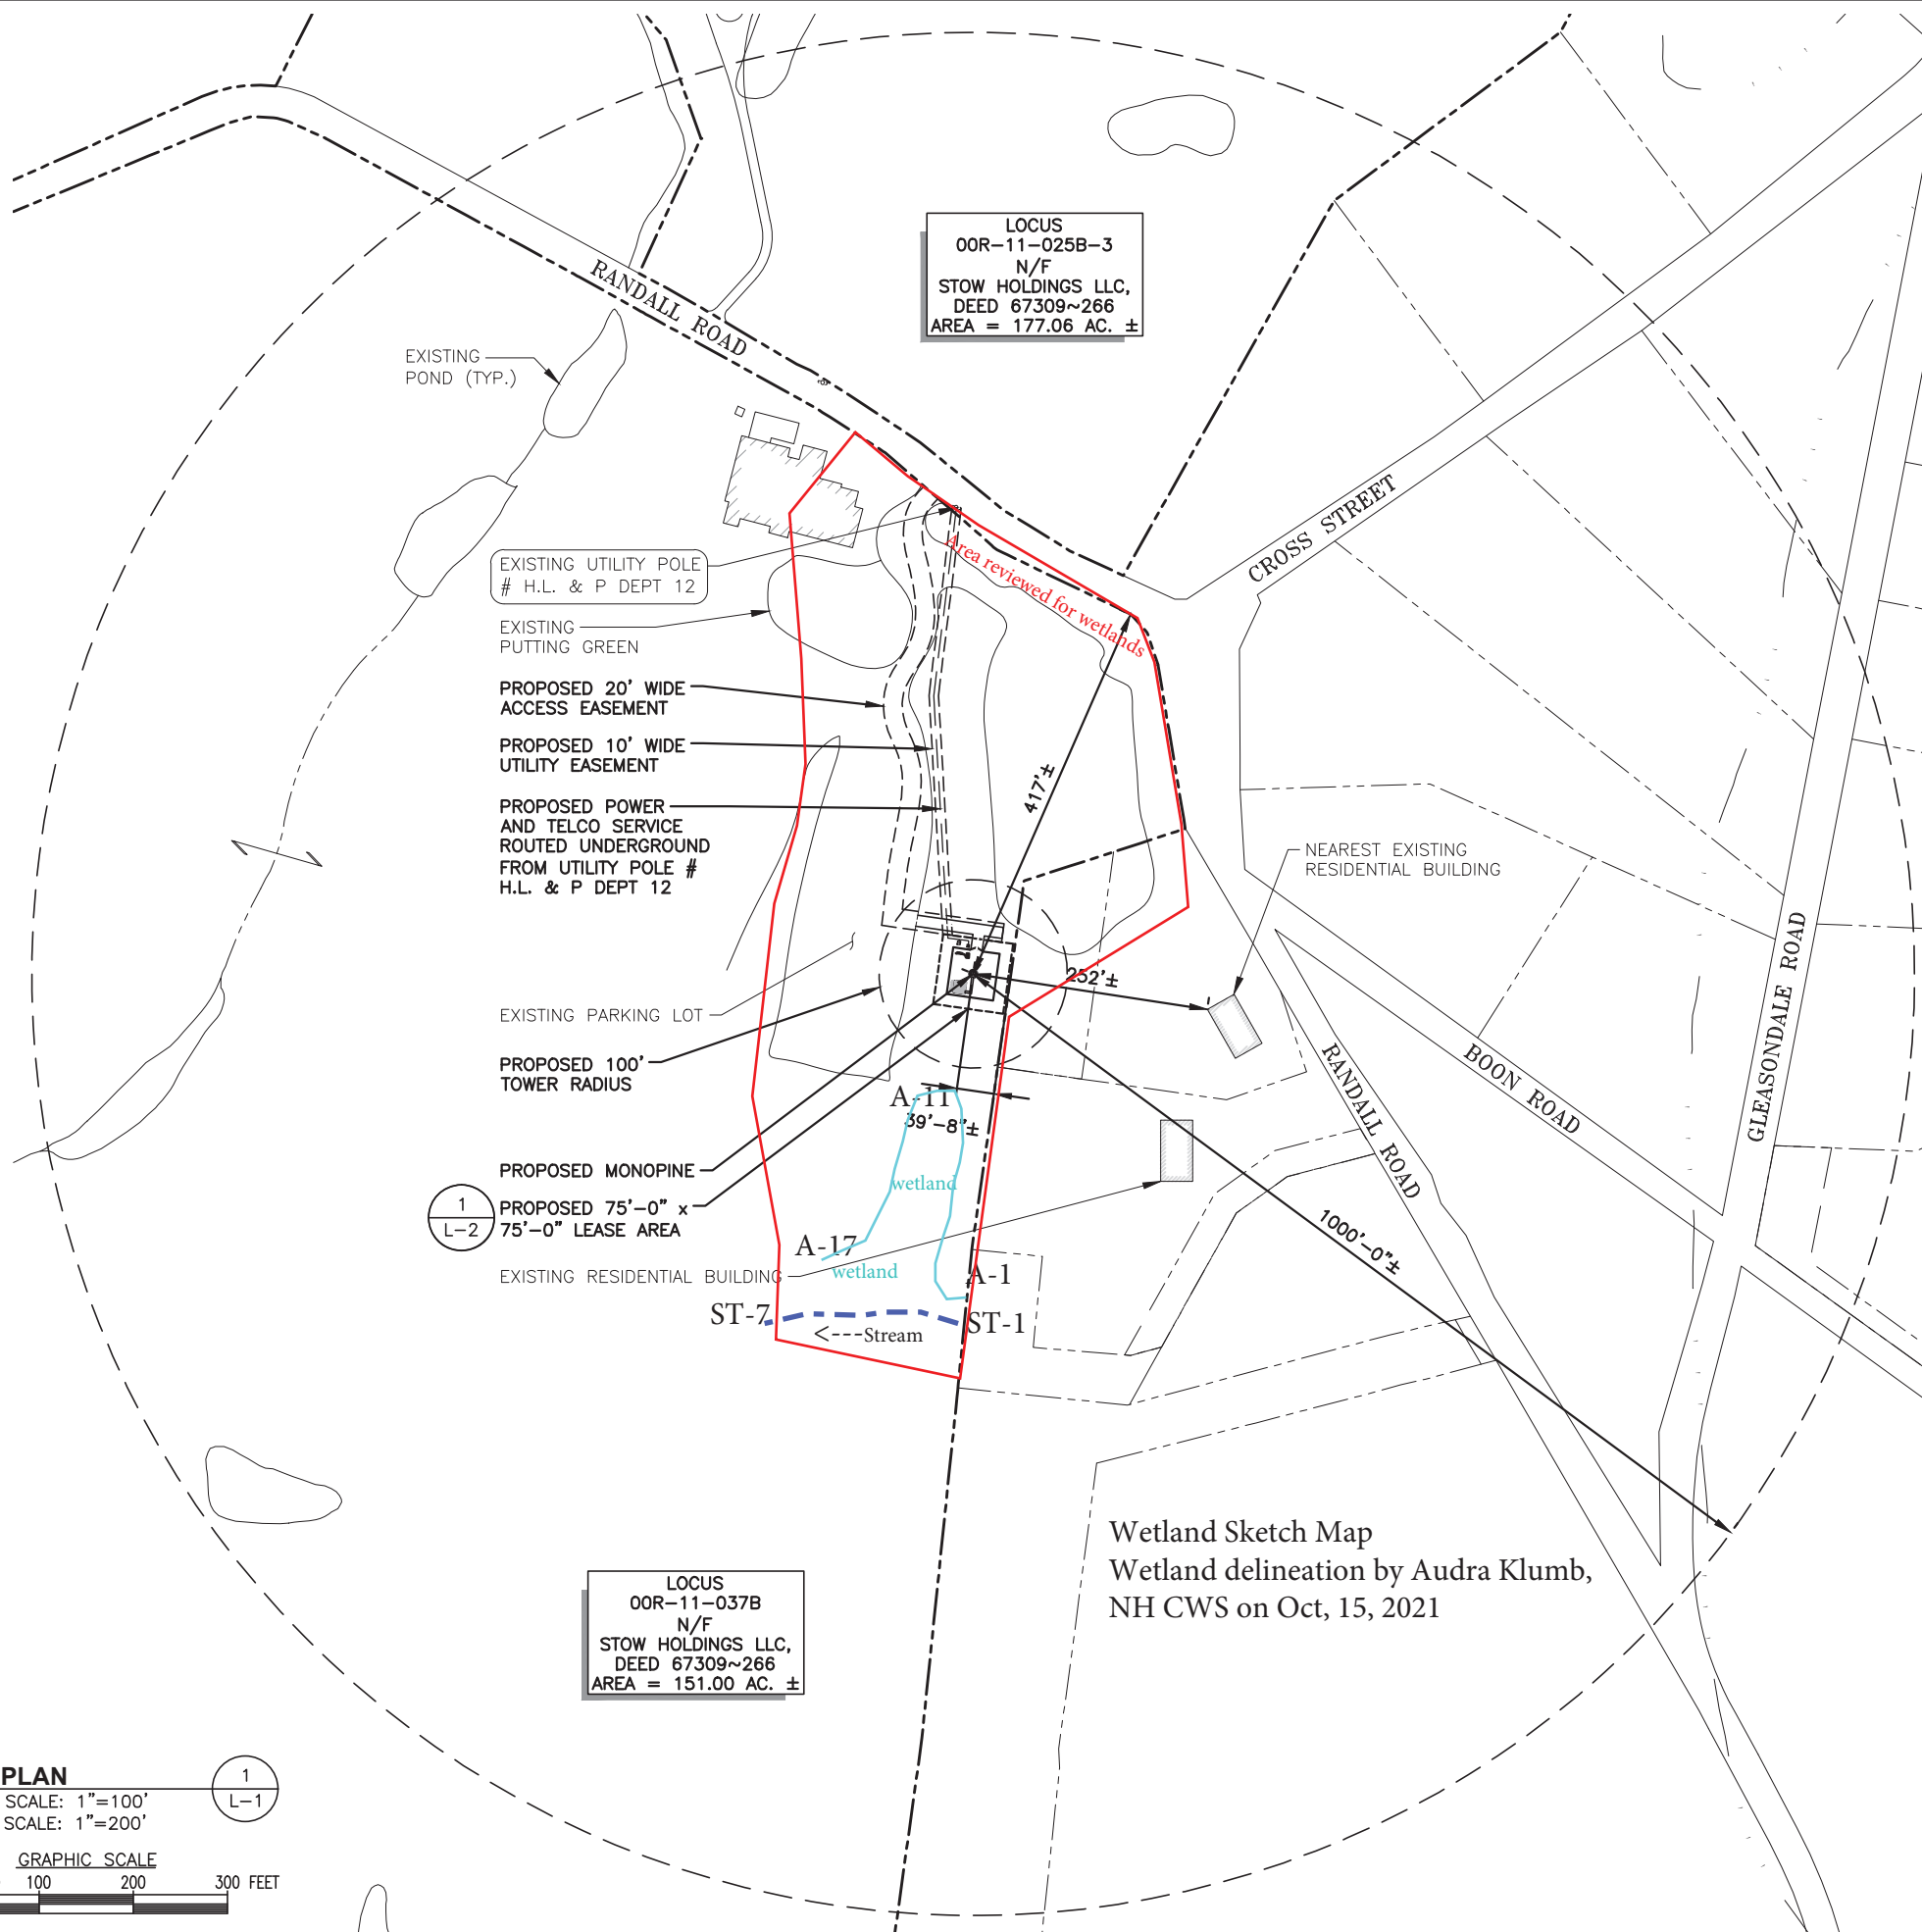 LOCUS
00R-11-025B-3
N/F
STOW HOLDINGS LLC,
DEED 67309~266
AREA = 177.06 AC. ±
RANDALL ROAD
EXISTING
POND (TYP.)
CROSS STREET
EXISTING UTILITY POLE
# H.L. & P DEPT 12
Area reviewed for wetlands
EXISTING
PUTTING GREEN
PROPOSED 20' WIDE
ACCESS EASEMENT
PROPOSED 10' WIDE
UTILITY EASEMENT
417'±
PROPOSED POWER
AND TELCO SERVICE
ROUTED UNDERGROUND
FROM UTILITY POLE #
H.L. & P DEPT 12
NEAREST EXISTING
RESIDENTIAL BUILDING
GLEASONDALE ROAD
252'±
EXISTING PARKING LOT
PROPOSED 100'
TOWER RADIUS
RANDALL ROAD
BOON ROAD
A-11
39'-8"±
PROPOSED MONOPINE
wetland
1
L-2
PROPOSED 75'-0" x
75'-0" LEASE AREA
1000'-0"±
A-17
wetland
EXISTING RESIDENTIAL BUILDING
A-1
ST-7
ST-1
<---Stream
Wetland Sketch Map
Wetland delineation by Audra Klumb,
NH CWS on Oct, 15, 2021
LOCUS
00R-11-037B
N/F
STOW HOLDINGS LLC,
DEED 67309~266
AREA = 151.00 AC. ±
PLAN
1
L-1
SCALE: 1"=100'
SCALE: 1"=200'
GRAPHIC SCALE
100 200 300 FEET